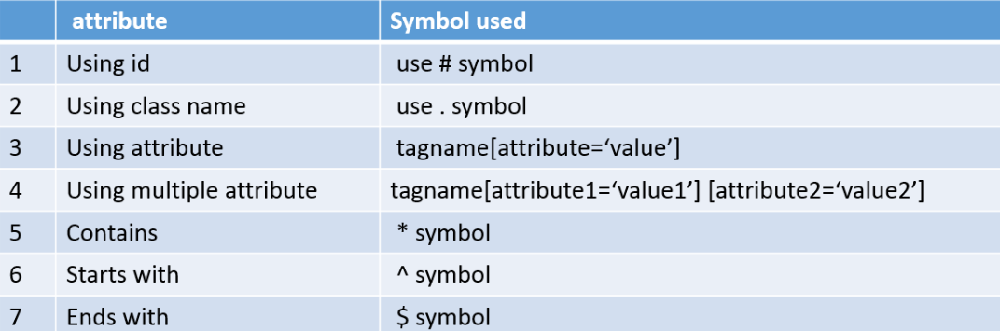 attribute Symbol used
1 Using id use # symbol
2 Using class name use . symbol
3 Using attribute tagname[attribute=‘value’]
4 Using multiple attribute tagname[attribute1=‘value1’] [attribute2=‘value2’]
5 Contains * symbol
6 Starts with ^ symbol
7 Ends with $ symbol